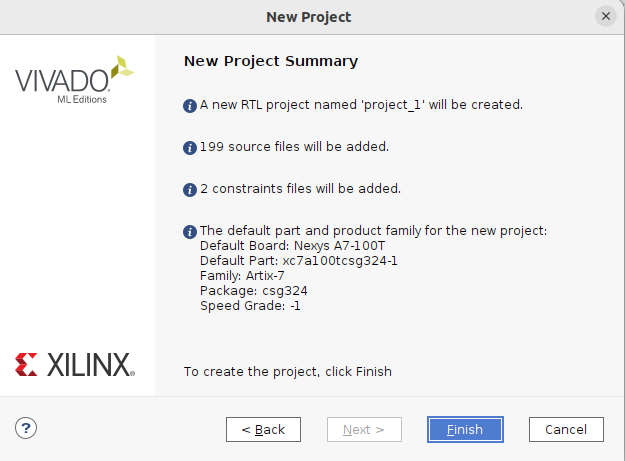 New Project
VIVADO
ML Editions
New Project Summary
A new RTL project named 'project_1' will be created.
199 source files will be added.
2 constraints files will be added.
The default part and product family for the new project:
Default Board: Nexys A7-100T
Default Part: xc7a100tcsg324-1
Family: Artix-7
Package: csg324
Speed Grade: -1
XILINX
To create the project, click Finish
?
< Back
Next >
Finish
Cancel